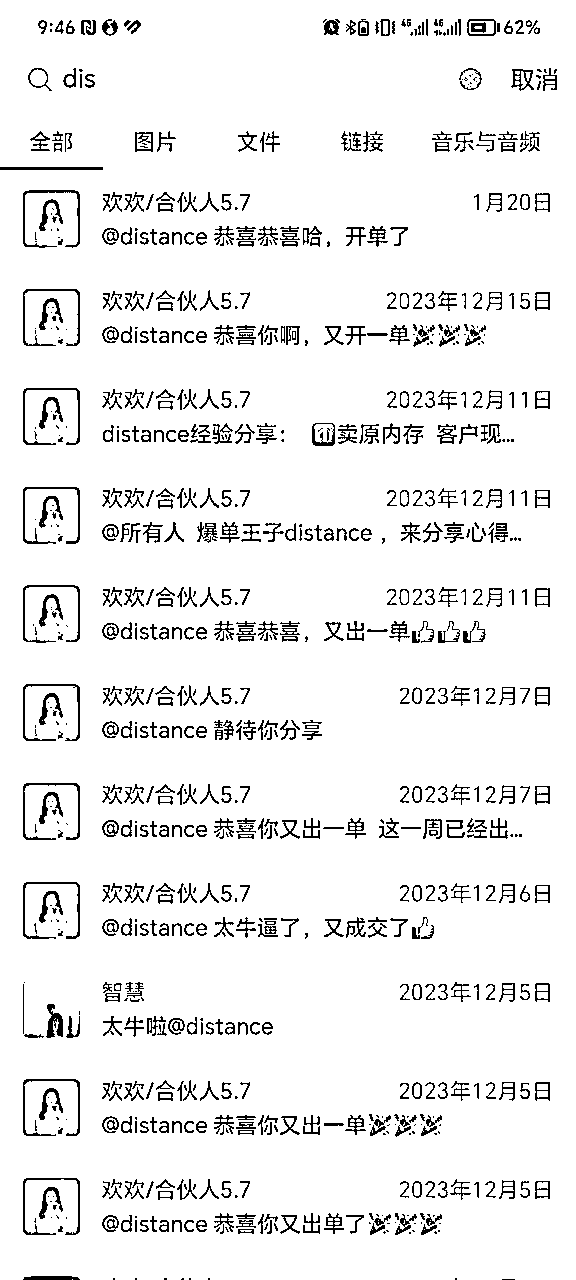 9:46 62%
dis 取消
全部 图片 文件 链接 音乐与音频
欢欢/合伙人5.7 1月20日
@distance 恭喜恭喜哈，开单了
欢欢/合伙人5.7 2023年12月15日
@distance 恭喜你啊，又开一单🎉🎉🎉
欢欢/合伙人5.7 2023年12月11日
distance经验分享： 1️⃣卖原内存 客户现...
欢欢/合伙人5.7 2023年12月11日
@所有人 爆单王子distance ，来分享心得...
欢欢/合伙人5.7 2023年12月11日
@distance 恭喜恭喜，又出一单👍👍👍
欢欢/合伙人5.7 2023年12月7日
@distance 静待你分享
欢欢/合伙人5.7 2023年12月7日
@distance 恭喜你又出一单 这一周已经出...
欢欢/合伙人5.7 2023年12月6日
@distance 太牛逼了，又成交了👍
智慧 2023年12月5日
太牛啦@distance
欢欢/合伙人5.7 2023年12月5日
@distance 恭喜你又出一单🎉🎉🎉
欢欢/合伙人5.7 2023年12月5日
@distance 恭喜你又出单了🎉🎉🎉